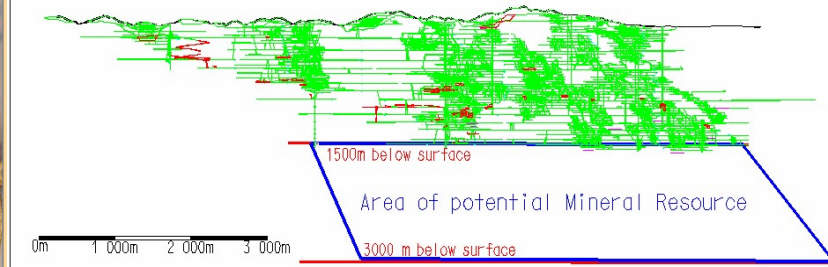 1500m below surface
Area of potential Mineral Resource
3000 m below surface
0m 1 000m 2 000m 3 000m